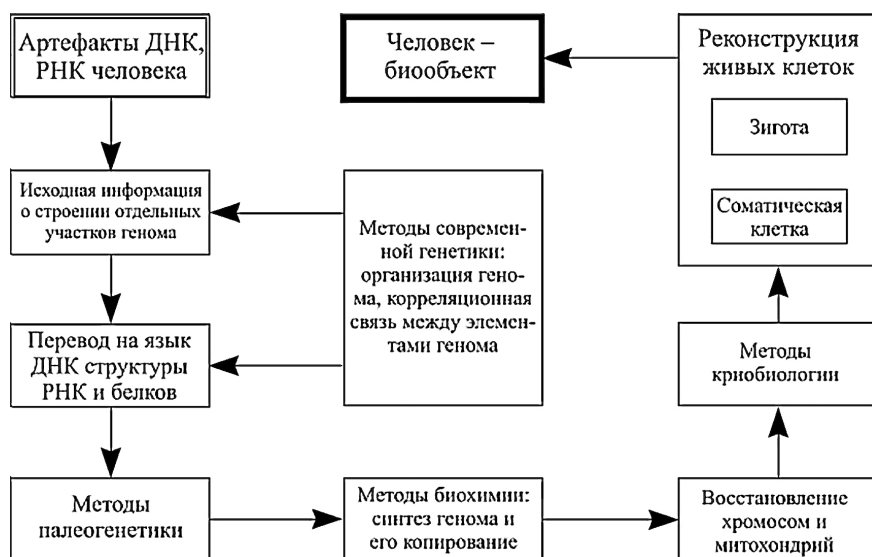 Артефакты ДНК,
РНК человека
Человек –
биообъект
Реконструкция
живых клеток
Зигота
Соматическая
клетка
Исходная информация
о строении отдельных
участков генома
Методы современ-
ной генетики:
организация гено-
ма, корреляционная
связь между элемен-
тами генома
Перевод на язык
ДНК структуры
РНК и белков
Методы
криобиологии
Методы
палеогенетики
Методы биохимии:
синтез генома и
его копирование
Восстановление
хромосом и
митохондрий